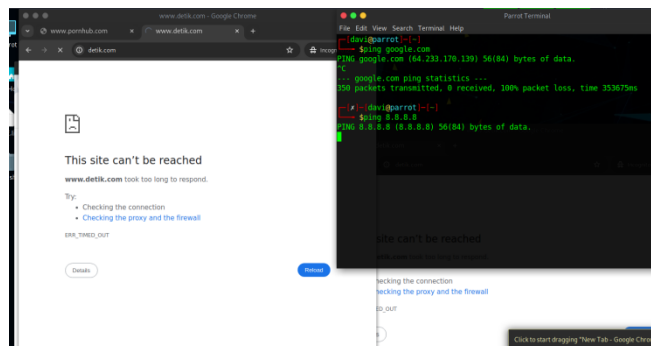 www.detik.com - Google Chrome
www.pornhub.com
www.detik.com
detik.com
This site can't be reached
www.detik.com took too long to respond.
Try:
• Checking the connection
• Checking the proxy and the firewall
ERR_TIMED_OUT
Details
Reload
Parrot Terminal
File Edit View Search Terminal Help
┌─[davi@parrot]─[~]
└──╼ $ping google.com
PING google.com (64.233.170.139) 56(84) bytes of data.
^C
--- google.com ping statistics ---
350 packets transmitted, 0 received, 100% packet loss, time 353675ms
┌─[✗]─[davi@parrot]─[~]
└──╼ $ping 8.8.8.8
PING 8.8.8.8 (8.8.8.8) 56(84) bytes of data.
site can't be reached
necking the connection
necking the proxy and the firewall
ED_OUT
Click to start dragging "New Tab - Google Chro